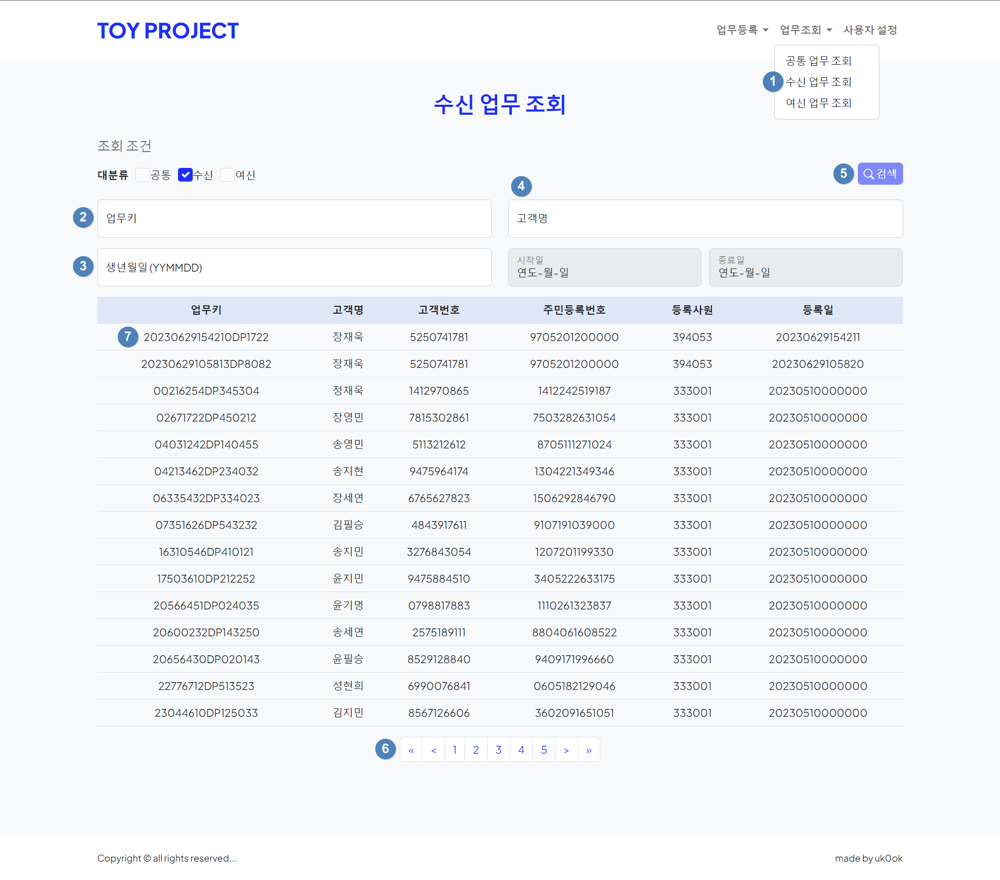 TOY PROJECT
업무등록 업무조회 사용자 설정
공통 업무 조회
1 수신 업무 조회
여신 업무 조회
수신 업무 조회
조회 조건
대분류 공통 수신 여신
5 검색
2 업무키
4 고객명
3 생년월일 (YYMMDD)
시작일
연도-월-일
종료일
연도-월-일
업무키 고객명 고객번호 주민등록번호 등록사원 등록일
7 20230629154210DP1722 장재욱 5250741781 9705201200000 394053 20230629154211
20230629105813DP8082 장재욱 5250741781 9705201200000 394053 20230629105820
00216254DP345304 정재욱 1412970865 1412242519187 333001 20230510000000
02671722DP450212 장영민 7815302861 7503282631054 333001 20230510000000
04031242DP140455 송영민 5113212612 8705111271024 333001 20230510000000
04213462DP234032 송지현 9475964174 1304221349346 333001 20230510000000
06335432DP334023 장세연 6765627823 1506292846790 333001 20230510000000
07351626DP543232 김필승 4843917611 9107191039000 333001 20230510000000
16310546DP410121 송지민 3276843054 1207201199330 333001 20230510000000
17503610DP212252 윤지민 9475884510 3405222633175 333001 20230510000000
20566451DP024035 윤기명 0798817883 1110261323837 333001 20230510000000
20600232DP143250 송세연 2575189111 8804061608522 333001 20230510000000
20656430DP020143 윤필승 8529128840 9409171996660 333001 20230510000000
22776712DP513523 성현희 6990076841 0605182129046 333001 20230510000000
23044610DP125033 김지민 8567126606 3602091651051 333001 20230510000000
6 « < 1 2 3 4 5 > »
Copyright © all rights reserved...
made by uk0ok